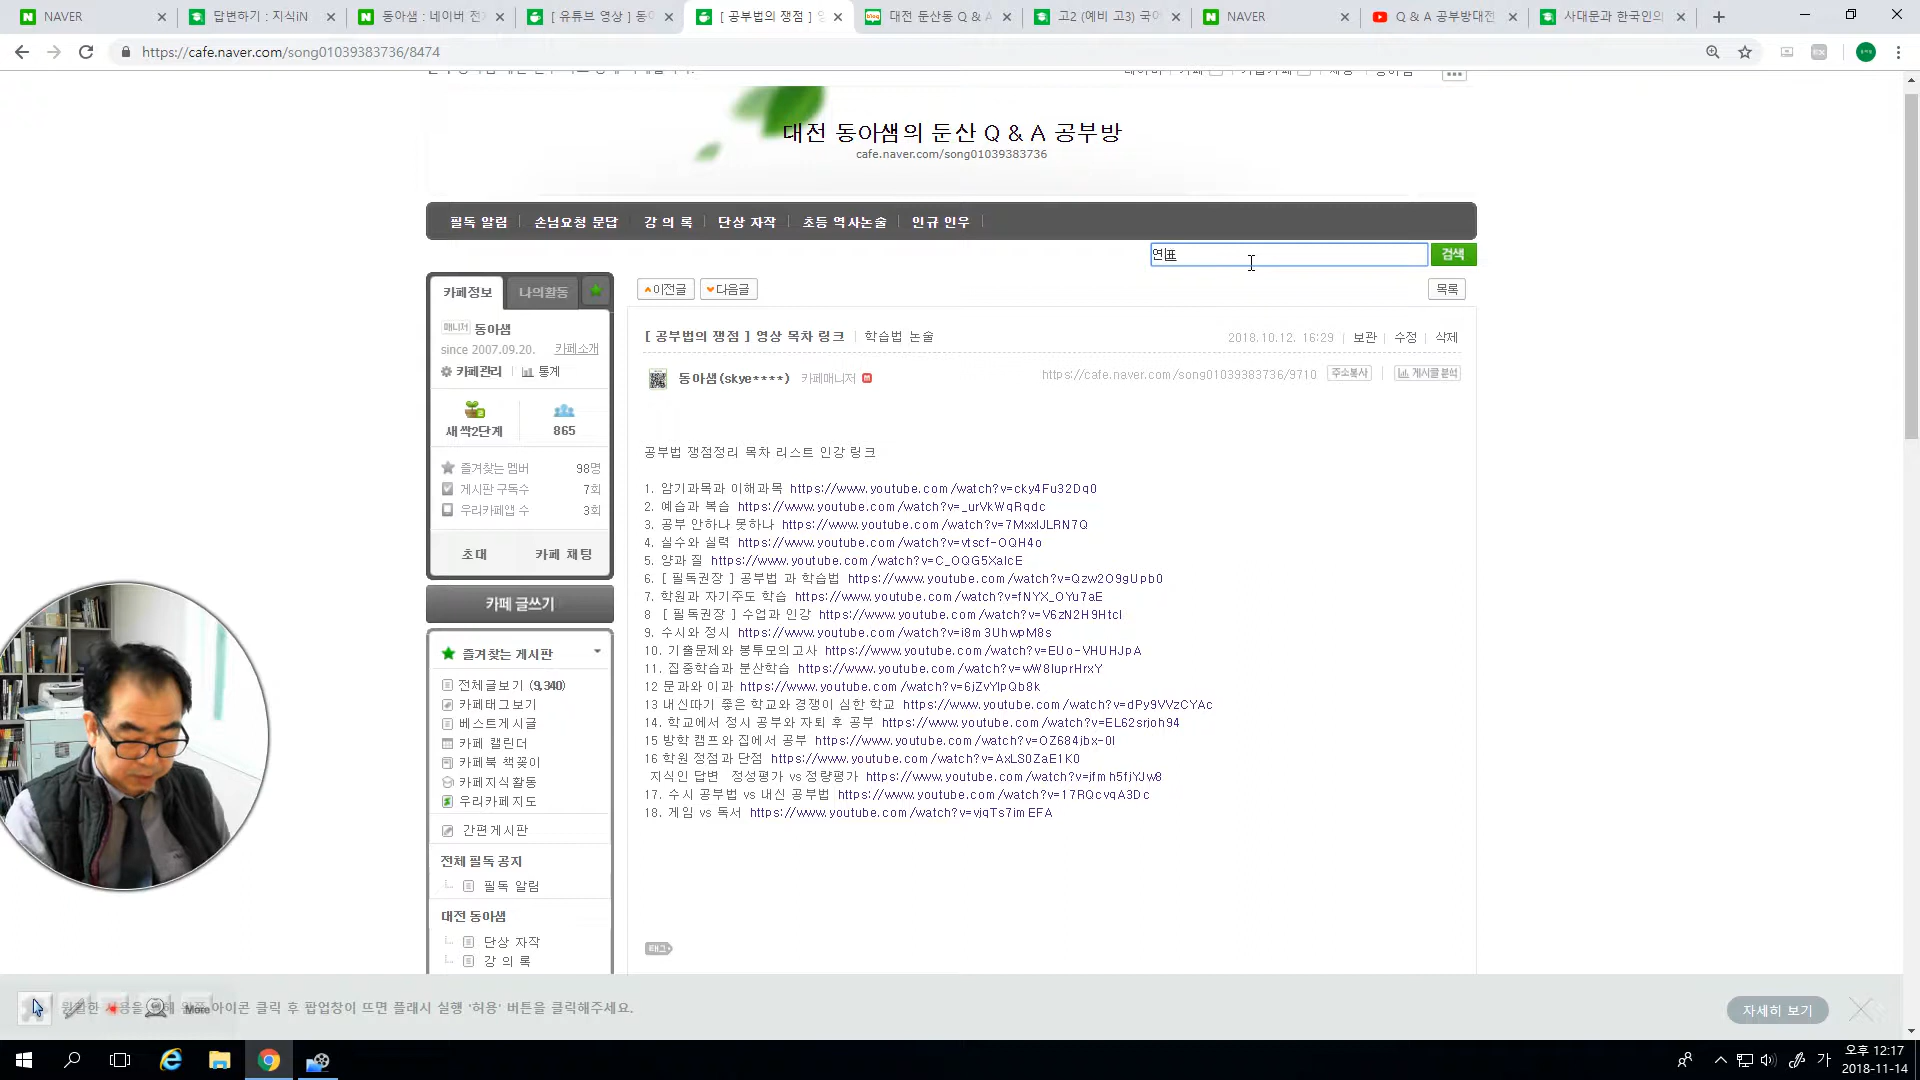 NAVER
답변하기 : 지식iN
동아샘 : 네이버 전
[ 유튜브 영상 ] 동아
[ 공부법의 쟁점 ] 영
대전 둔산동 Q & A
고2 (예비 고3) 국어
NAVER
Q & A 공부방대전
사대문과 한국인의
https://cafe.naver.com/song01039383736/8474
대전 동아샘의 둔산 Q & A 공부방
cafe.naver.com/song01039383736
필독 알림
손님요청 문답
강 의 록
단상 자작
초등 역사논술
인규 인우
연표
검색
카페정보
나의활동
이전글
다음글
목록
매니저 동아샘
since 2007.09.20.
카페소개
카페관리
통계
새싹2단계
865
즐겨찾는 멤버 98명
게시판 구독수 7회
우리카페앱 수 3회
초대
카페 채팅
카페 글쓰기
즐겨찾는 게시판
전체글보기 (9,340)
카페태그보기
베스트게시글
카페 캘린더
카페북 책꽂이
카페지식활동
우리카페지도
간편게시판
전체 필독 공지
필독 알림
대전 동아샘
단상 자작
강 의 록
[ 공부법의 쟁점 ] 영상 목차 링크
학습법 논술
2018.10.12. 16:29
보관
수정
삭제
동아샘(skye****)
카페매니저
https://cafe.naver.com/song01039383736/9710
주소복사
게시글 분석
공부법 쟁점정리 목차 리스트 인강 링크
1. 암기과목과 이해과목 https://www.youtube.com/watch?v=cky4Fu32Dq0
2. 예습과 복습 https://www.youtube.com/watch?v=_urVkWqRqdc
3. 공부 안하나 못하나 https://www.youtube.com/watch?v=7MxxIJLRN7Q
4. 실수와 실력 https://www.youtube.com/watch?v=vtscf-OQH4o
5. 양과 질 https://www.youtube.com/watch?v=C_OQG5XaIcE
6. [ 필독권장 ] 공부법 과 학습법 https://www.youtube.com/watch?v=Qzw2O9gUpb0
7. 학원과 자기주도 학습 https://www.youtube.com/watch?v=fNYX_OYu7aE
8 [ 필독권장 ] 수업과 인강 https://www.youtube.com/watch?v=V6zN2H9HtcI
9. 수시와 정시 https://www.youtube.com/watch?v=i8m3UhwpM8s
10. 기출문제와 봉투모의고사 https://www.youtube.com/watch?v=EUo-VHUHJpA
11. 집중학습과 분산학습 https://www.youtube.com/watch?v=wW8IuprHrxY
12 문과와 이과 https://www.youtube.com/watch?v=6jZvYlpQb8k
13 내신따기 좋은 학교와 경쟁이 심한 학교 https://www.youtube.com/watch?v=dPy9VVzCYAc
14. 학교에서 정시 공부와 자퇴 후 공부 https://www.youtube.com/watch?v=EL62srjoh94
15 방학 캠프와 집에서 공부 https://www.youtube.com/watch?v=OZ684jbx-0I
16 학원 정점과 단점 https://www.youtube.com/watch?v=AxLS0ZaE1K0
지식인 답변 정성평가 vs 정량평가 https://www.youtube.com/watch?v=jfmh5fjYJw8
17. 수시 공부법 vs 내신 공부법 https://www.youtube.com/watch?v=17RQcvqA3Dc
18. 게임 vs 독서 https://www.youtube.com/watch?v=vjqTs7imEFA
태그
아이콘 클릭 후 팝업창이 뜨면 플래시 실행 '허용' 버튼을 클릭해주세요.
More
자세히 보기
가
오후 12:17
2018-11-14